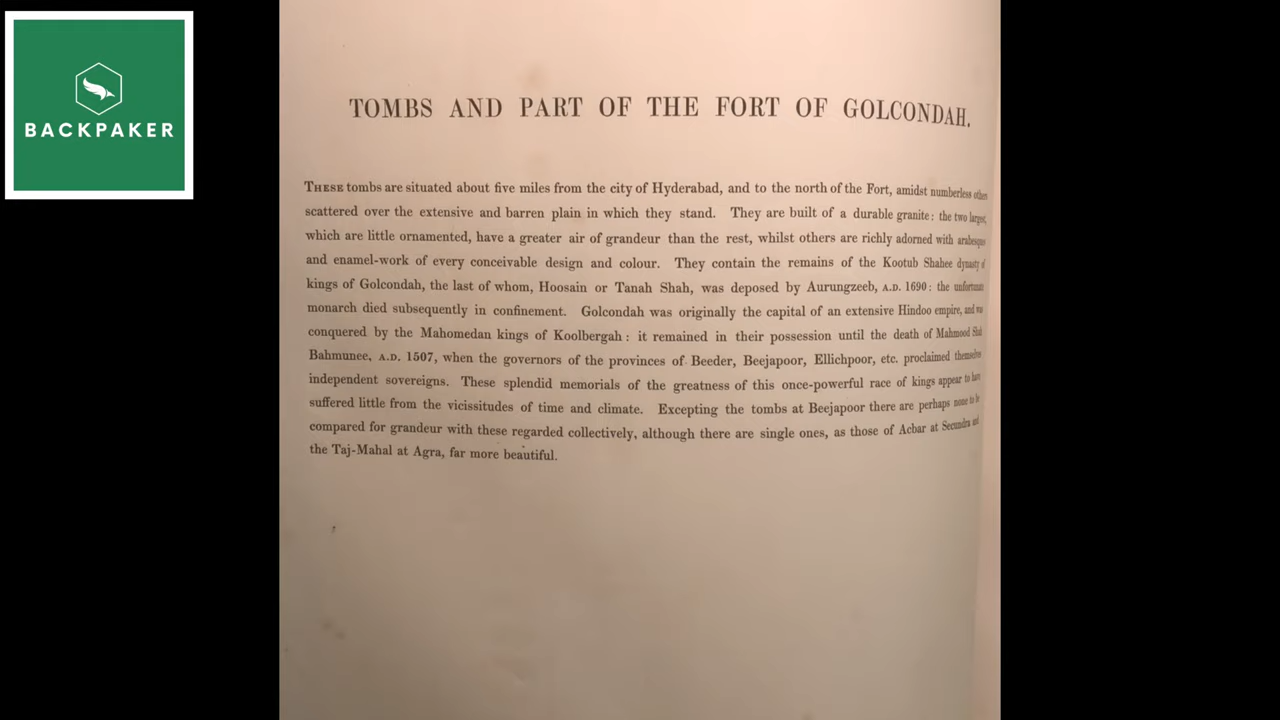 BACKPAKER
TOMBS AND PART OF THE FORT OF GOLCONDAH.
THESE tombs are situated about five miles from the city of Hyderabad, and to the north of the Fort, amidst numberless others
scattered over the extensive and barren plain in which they stand. They are built of a durable granite: the two largest,
which are little ornamented, have a greater air of grandeur than the rest, whilst others are richly adorned with arabesque
and enamel-work of every conceivable design and colour. They contain the remains of the Kootub Shahee dynasty of
kings of Golcondah, the last of whom, Hoosain or Tanah Shah, was deposed by Aurungzeeb, A.D. 1690: the unfortunate
monarch died subsequently in confinement. Golcondah was originally the capital of an extensive Hindoo empire, and was
conquered by the Mahomedan kings of Koolbergah: it remained in their possession until the death of Mahmood Shah
Bahmunee, A.D. 1507, when the governors of the provinces of Beeder, Beejapoor, Ellichpoor, etc. proclaimed themselves
independent sovereigns. These splendid memorials of the greatness of this once-powerful race of kings appear to have
suffered little from the vicissitudes of time and climate. Excepting the tombs at Beejapoor there are perhaps none to be
compared for grandeur with these regarded collectively, although there are single ones, as those of Acbar at Secundra and
the Taj-Mahal at Agra, far more beautiful.